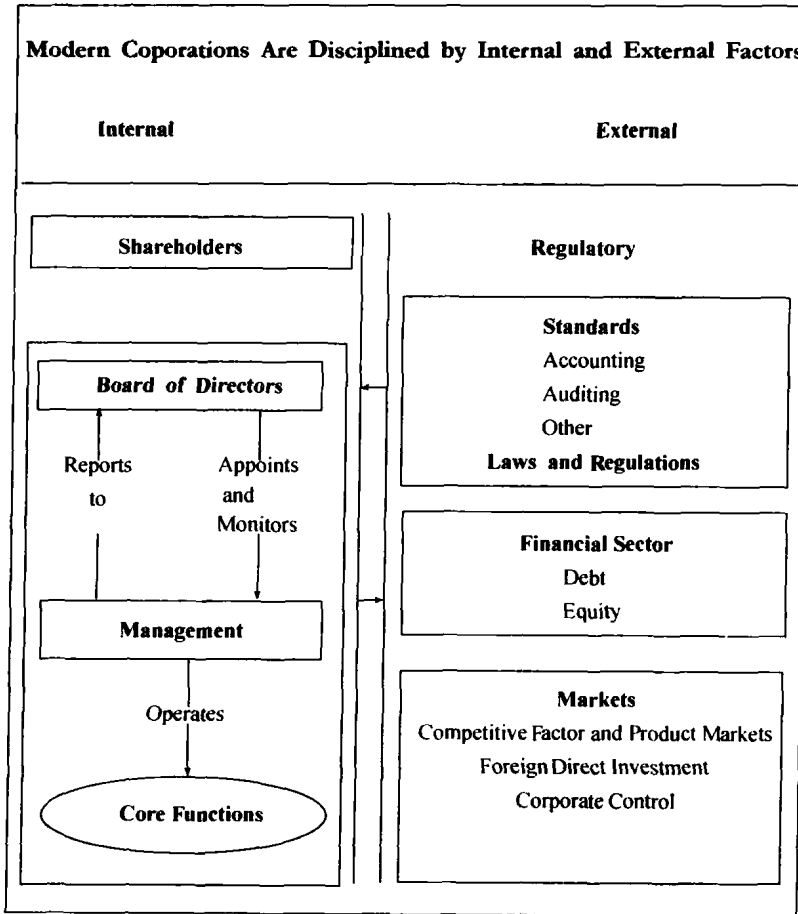 Modern Coporations Are Disciplined by Internal and External Factors
Internal
External
Shareholders
Board of Directors
Reports
to
Appoints
and
Monitors
Management
Operates
Core Functions
Regulatory
Standards
Accounting
Auditing
Other
Laws and Regulations
Financial Sector
Debt
Equity
Markets
Competitive Factor and Product Markets
Foreign Direct Investment
Corporate Control